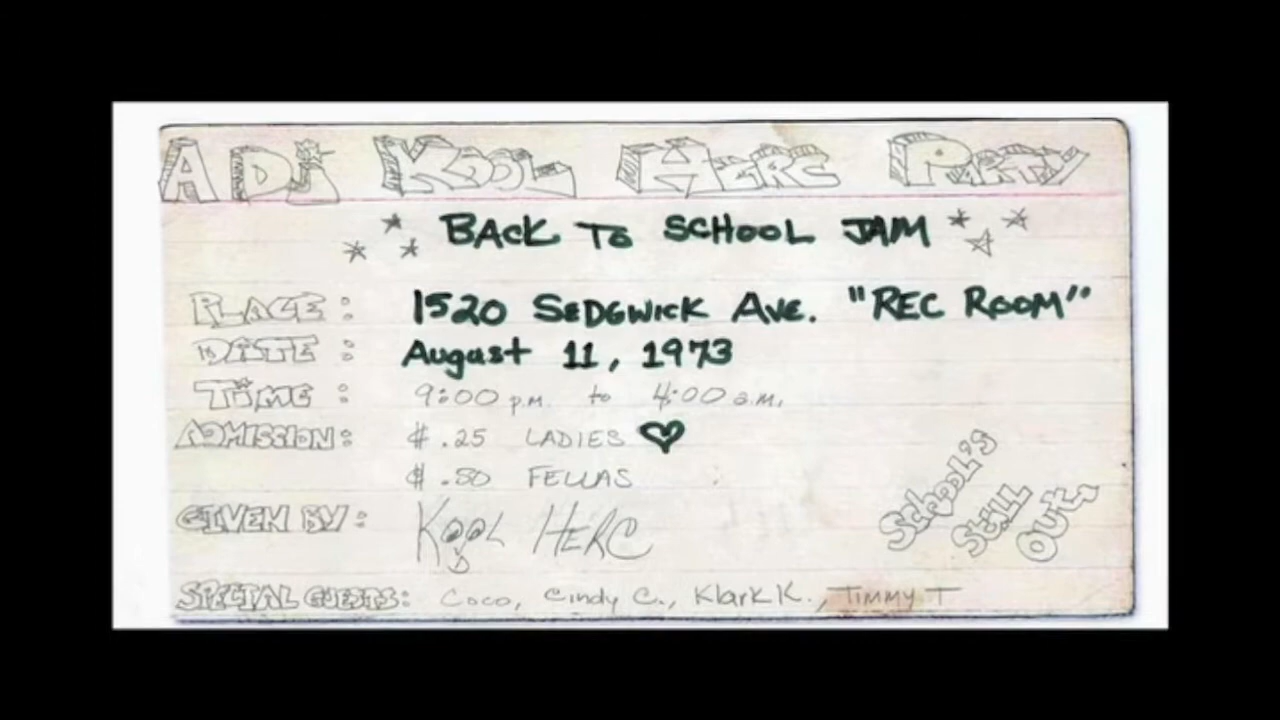 A DJ KOOL HERC PARTY
BACK TO SCHOOL JAM
PLACE: 1520 SEDGWICK AVE. "REC ROOM"
DATE: August 11, 1973
TIME: 9:00 p.m. to 4:00 a.m.
ADMISSION: $.25 LADIES
$.50 FELLAS
GIVEN BY: KOOL HERC
SPECIAL GUESTS: Coco, Cindy C., Klark K., Timmy T
School's
Still
Out.